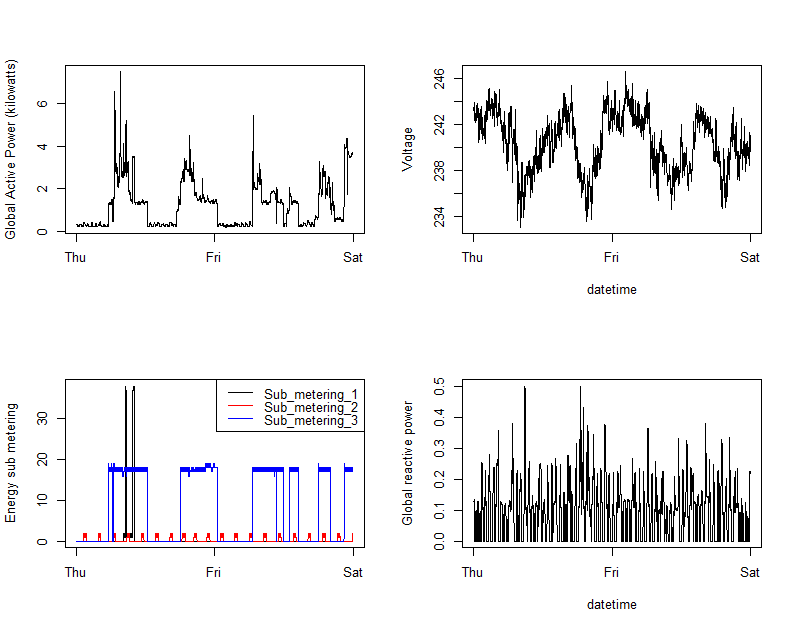 Global Active Power (kilowatts)
0 2 4 6
Thu Fri Sat
Voltage
234 238 242 246
Thu Fri Sat
datetime
Energy sub metering
0 10 20 30
Sub_metering_1
Sub_metering_2
Sub_metering_3
Thu Fri Sat
Global reactive power
0.0 0.1 0.2 0.3 0.4 0.5
Thu Fri Sat
datetime